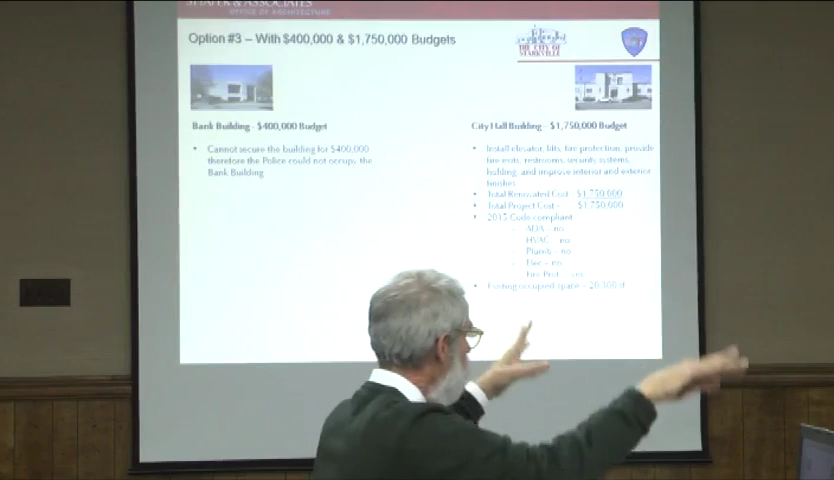 SHAFER & ASSOCIATES
OFFICE OF ARCHITECTURE
Option #3 – With $400,000 & $1,750,000 Budgets
THE CITY OF
STARKVILLE
Bank Building - $400,000 Budget
• Cannot secure the building for $400,000
therefore the Police could not occupy the
Bank Building
City Hall Building - $1,750,000 Budget
• Install elevator, lifts, fire protection, provide
fire exits, restrooms, security systems,
holding, and improve interior and exterior
finishes
• Total Renovated Cost - $1,750,000
• Total Project Cost - $1,750,000
• 2015 Code compliant
– ADA – no
– HVAC – no
– Plumb – no
– Elec – no
– Fire Prot. – yes
• Existing occupied space –